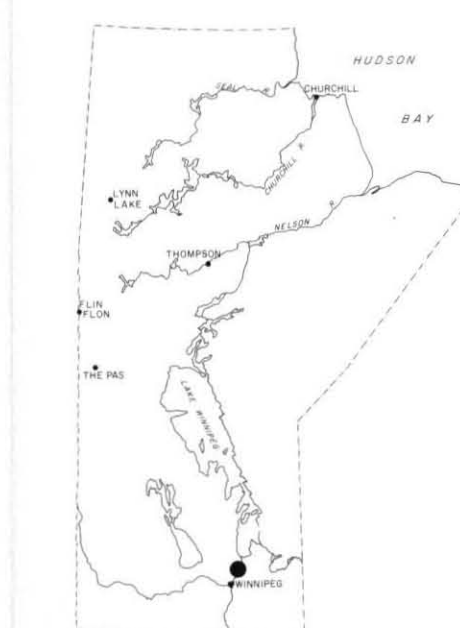 HUDSON
BAY
SEAL R.
CHURCHILL
CHURCHILL R.
LYNN
LAKE
NELSON R.
THOMPSON
FLIN
FLON
THE PAS
LAKE WINNIPEG
WINNIPEG